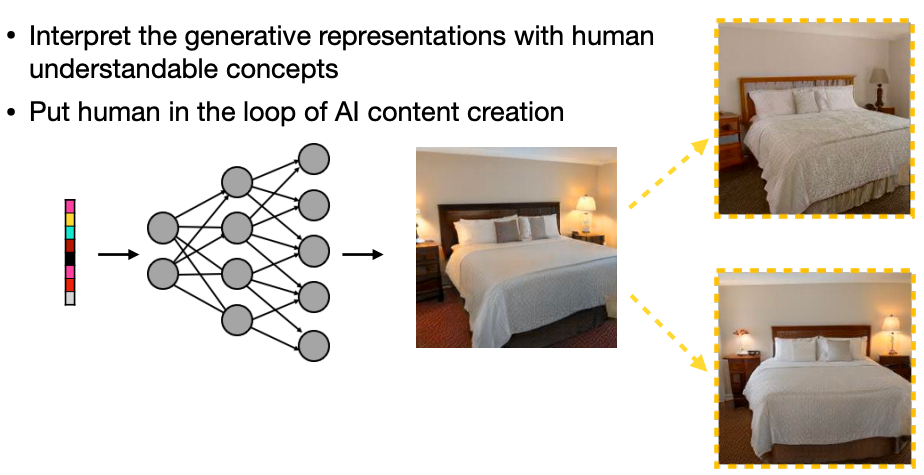 • Interpret the generative representations with human
understandable concepts
• Put human in the loop of AI content creation